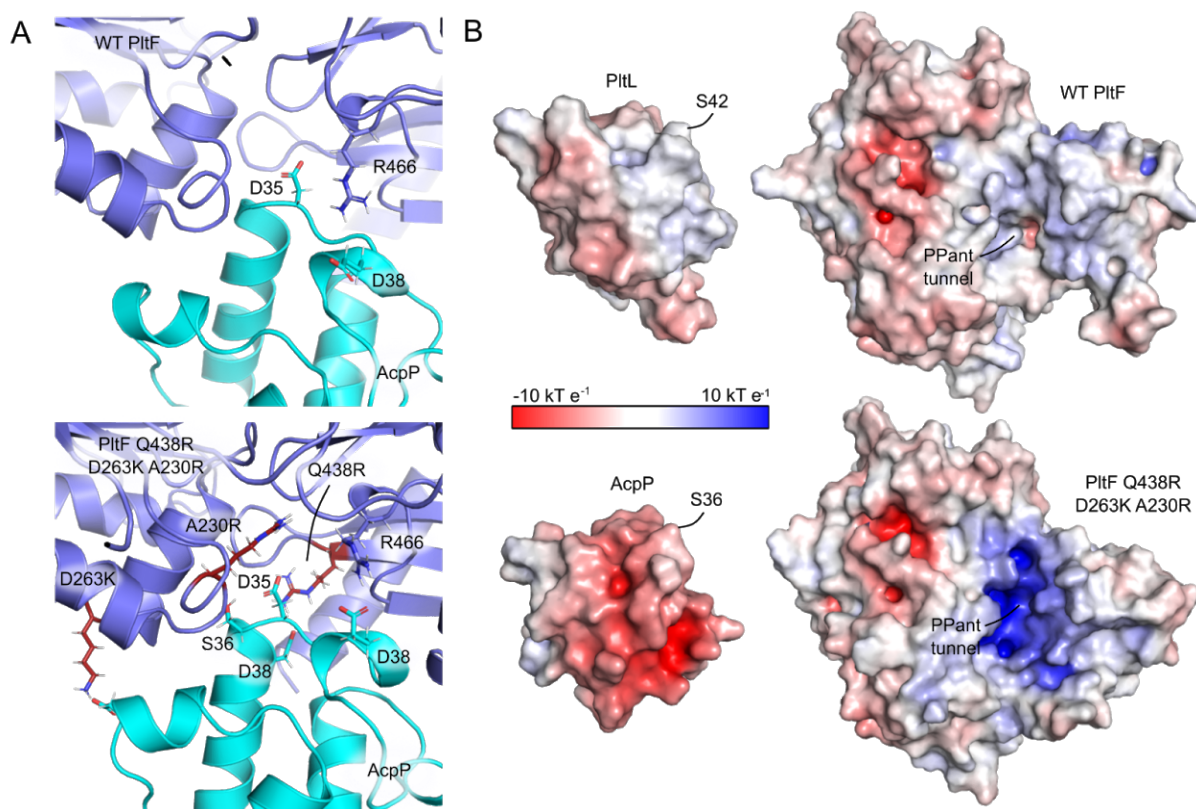 A
WT PltF
D35
R466
D38
AcpP
PltF Q438R
D263K A230R
Q438R
A230R
R466
D263K
D35
S36
D38
D38
AcpP
B
PltL
S42
WT PltF
PPant
tunnel
-10 kT e⁻¹
10 kT e⁻¹
AcpP
S36
PltF Q438R
D263K A230R
PPant
tunnel